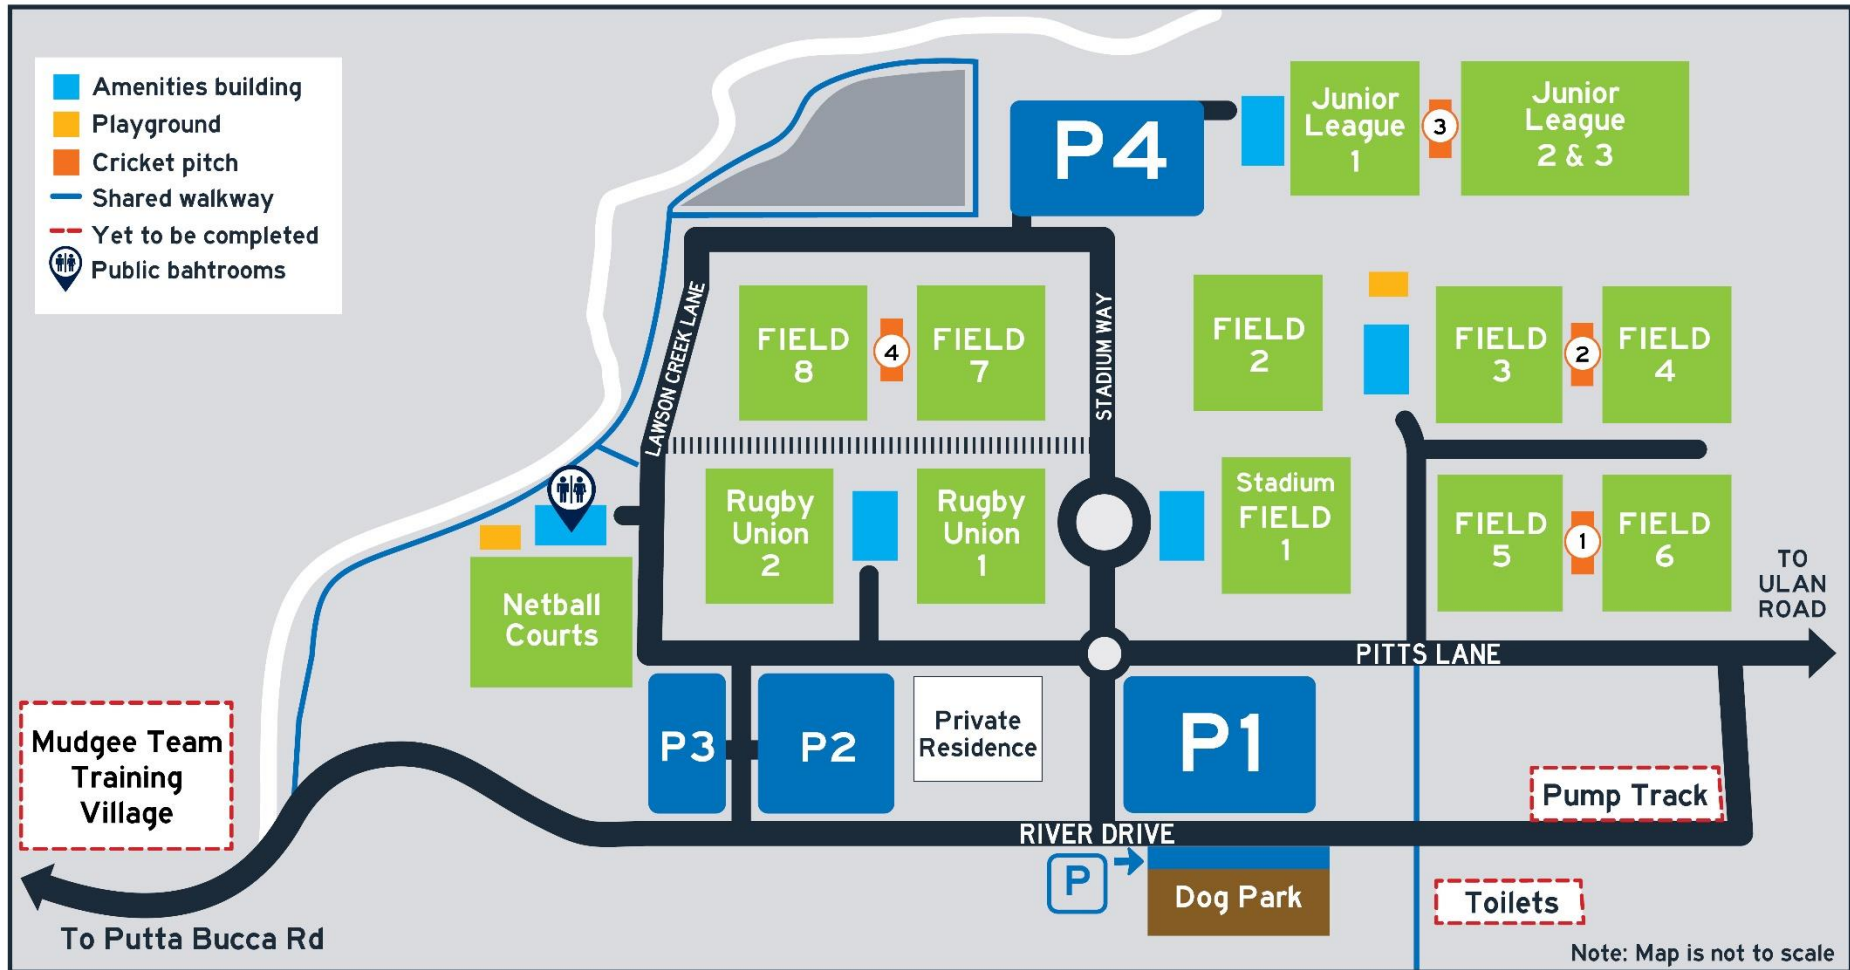 Amenities building
Playground
Cricket pitch
Shared walkway
Yet to be completed
Public bahtrooms
P4
Junior
League
1
3
Junior
League
2 & 3
LAWSON CREEK LANE
FIELD
8
4
FIELD
7
STADIUM WAY
FIELD
2
FIELD
3
2
FIELD
4
Rugby
Union
2
Rugby
Union
1
Stadium
FIELD
1
FIELD
5
1
FIELD
6
TO
ULAN
ROAD
Netball
Courts
PITTS LANE
Mudgee Team
Training
Village
P3
P2
Private
Residence
P1
Pump Track
RIVER DRIVE
P
Dog Park
Toilets
To Putta Bucca Rd
Note: Map is not to scale